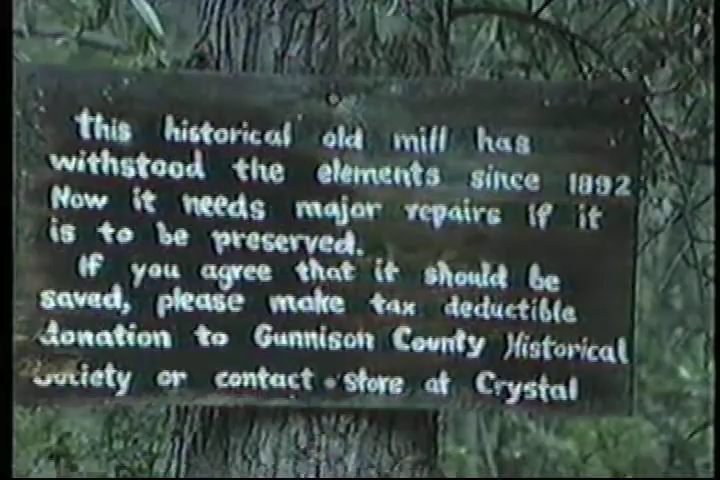 This historical old mill has
withstood the elements since 1892
Now it needs major repairs if it
is to be preserved.
If you agree that it should be
saved, please make tax deductible
donation to Gunnison County Historical
Society or contact store at Crystal